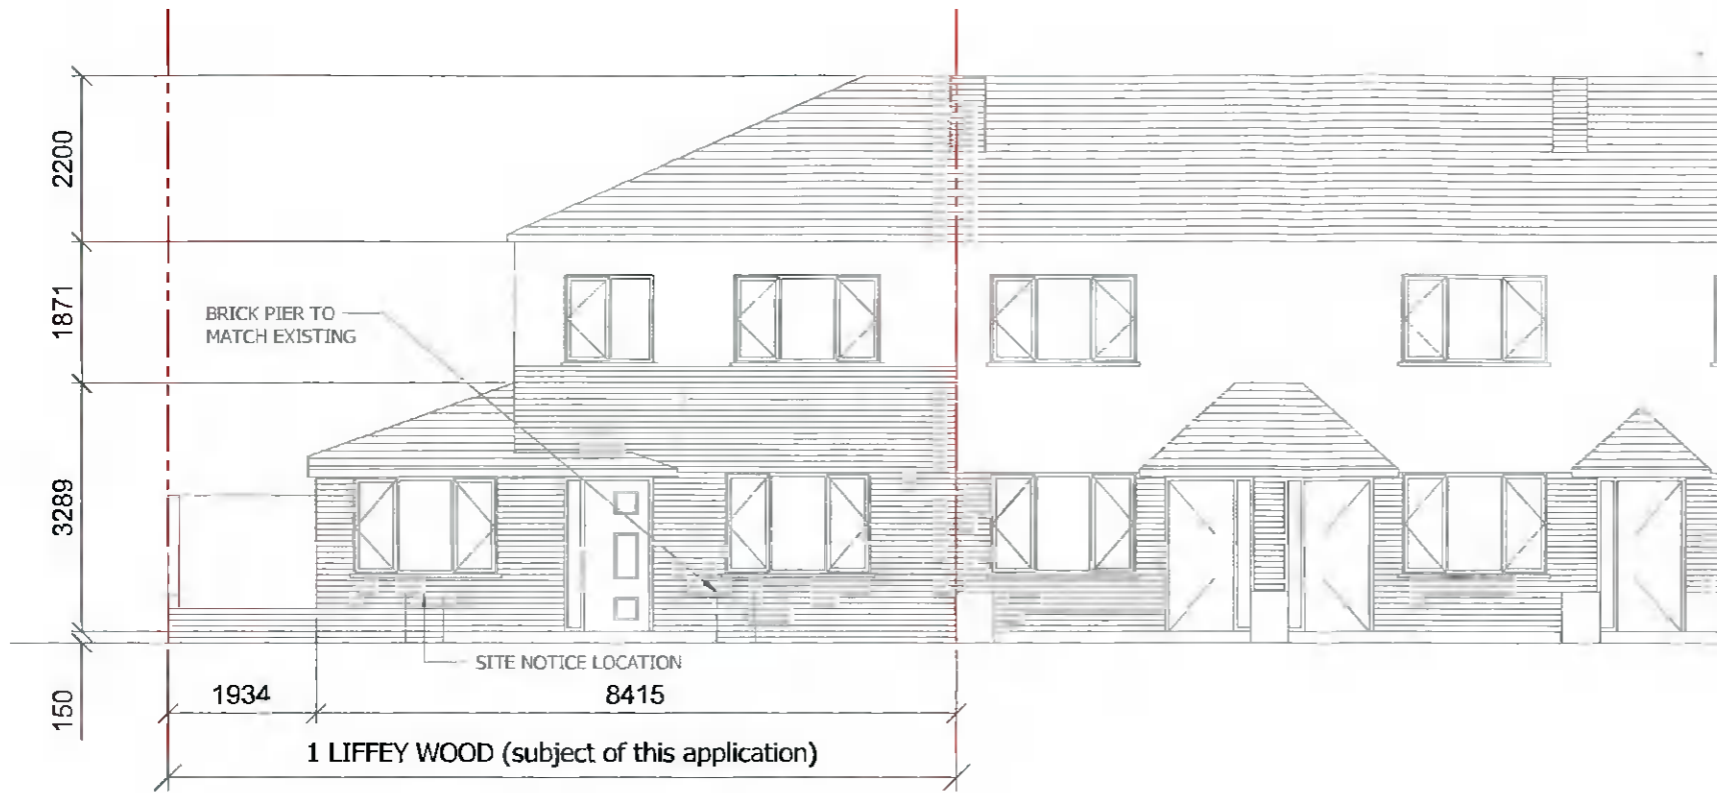 2200
1871
BRICK PIER TO
MATCH EXISTING
3289
SITE NOTICE LOCATION
150
1934
8415
1 LIFFEY WOOD (subject of this application)